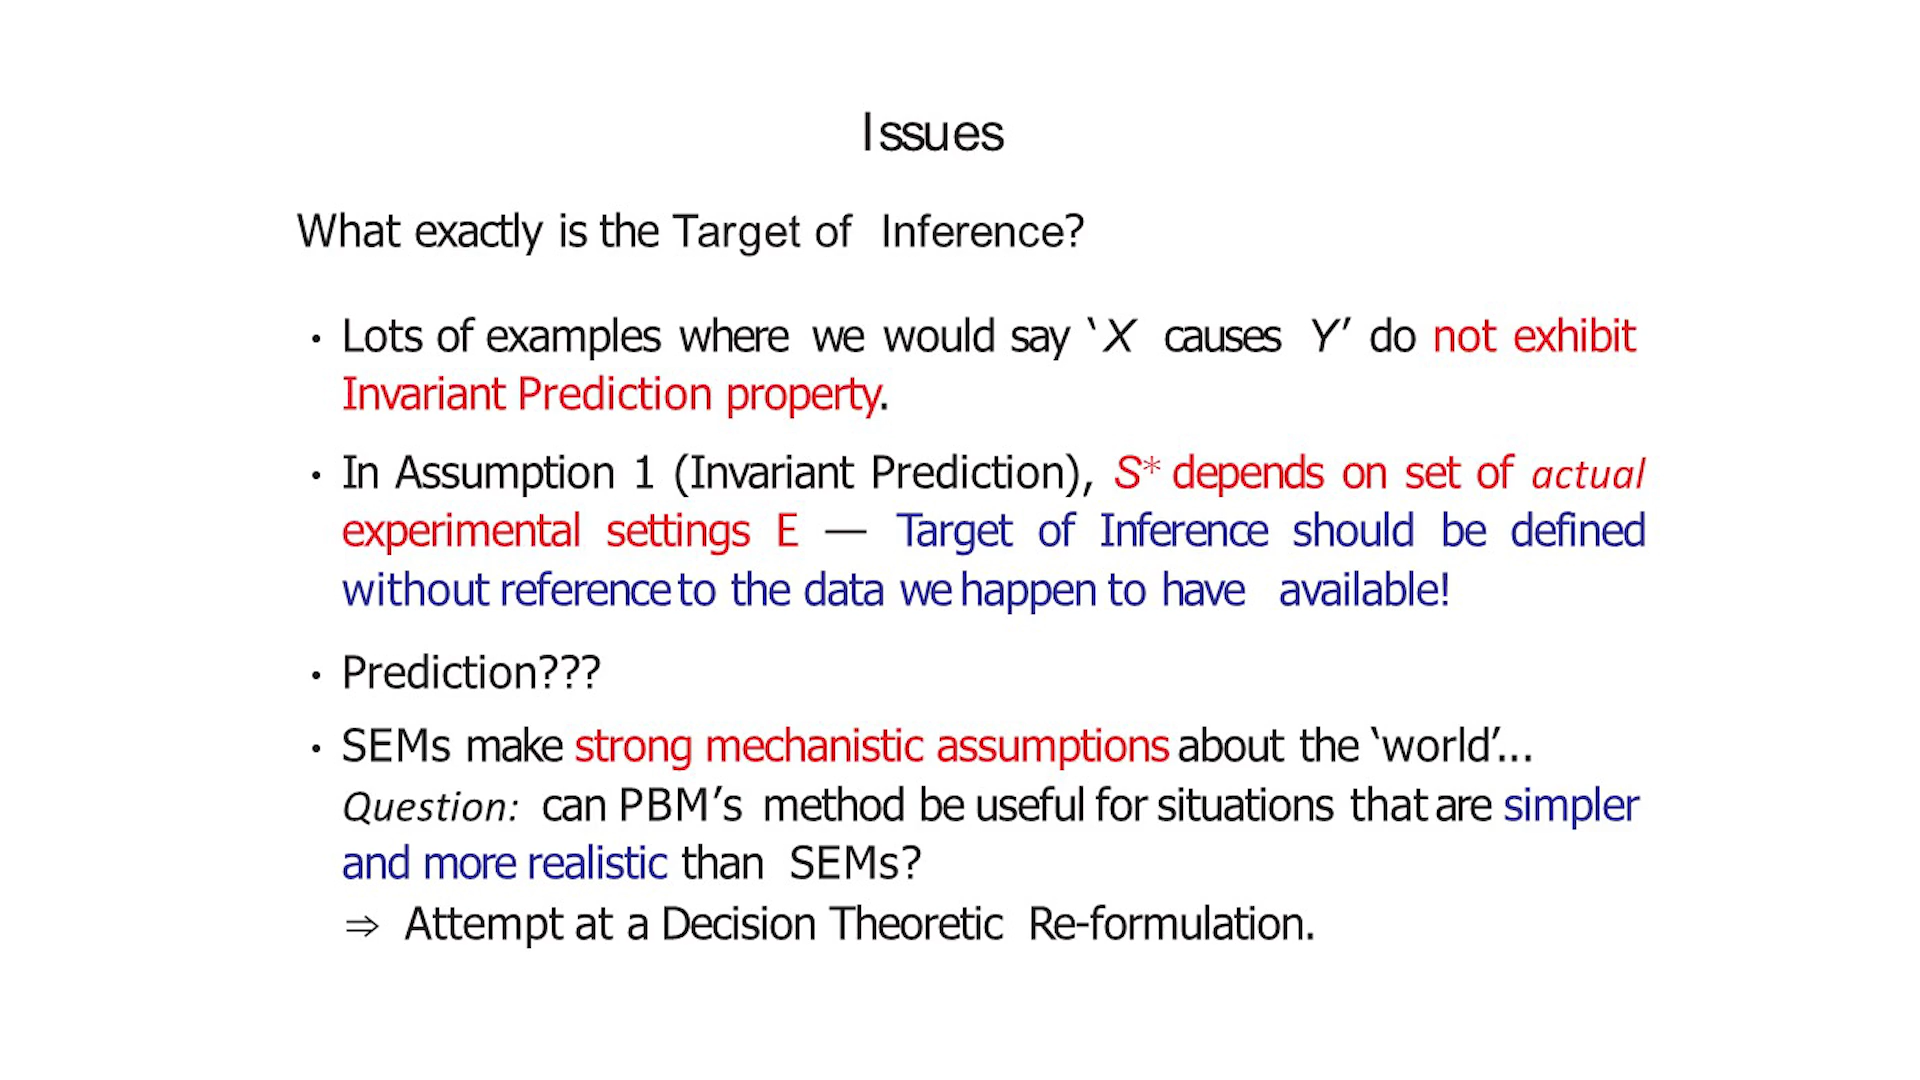 Issues
What exactly is the Target of Inference?
• Lots of examples where we would say ‘X causes Y’ do not exhibit
Invariant Prediction property.
• In Assumption 1 (Invariant Prediction), S* depends on set of actual
experimental settings E — Target of Inference should be defined
without reference to the data we happen to have available!
• Prediction???
• SEMs make strong mechanistic assumptions about the ‘world’...
Question: can PBM’s method be useful for situations that are simpler
and more realistic than SEMs?
⇒ Attempt at a Decision Theoretic Re-formulation.